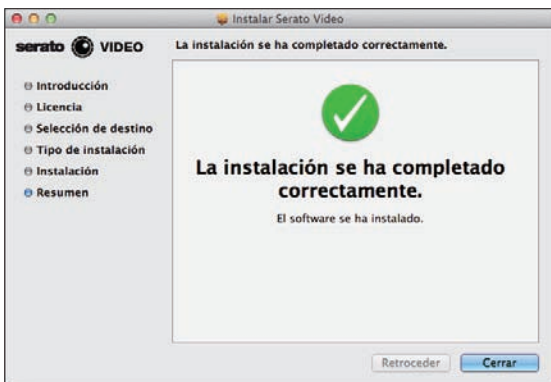 Instalar Serato Video
serato VIDEO
La instalación se ha completado correctamente.
Introducción
Licencia
Selección de destino
Tipo de instalación
Instalación
Resumen
La instalación se ha completado
correctamente.
El software se ha instalado.
Retroceder
Cerrar